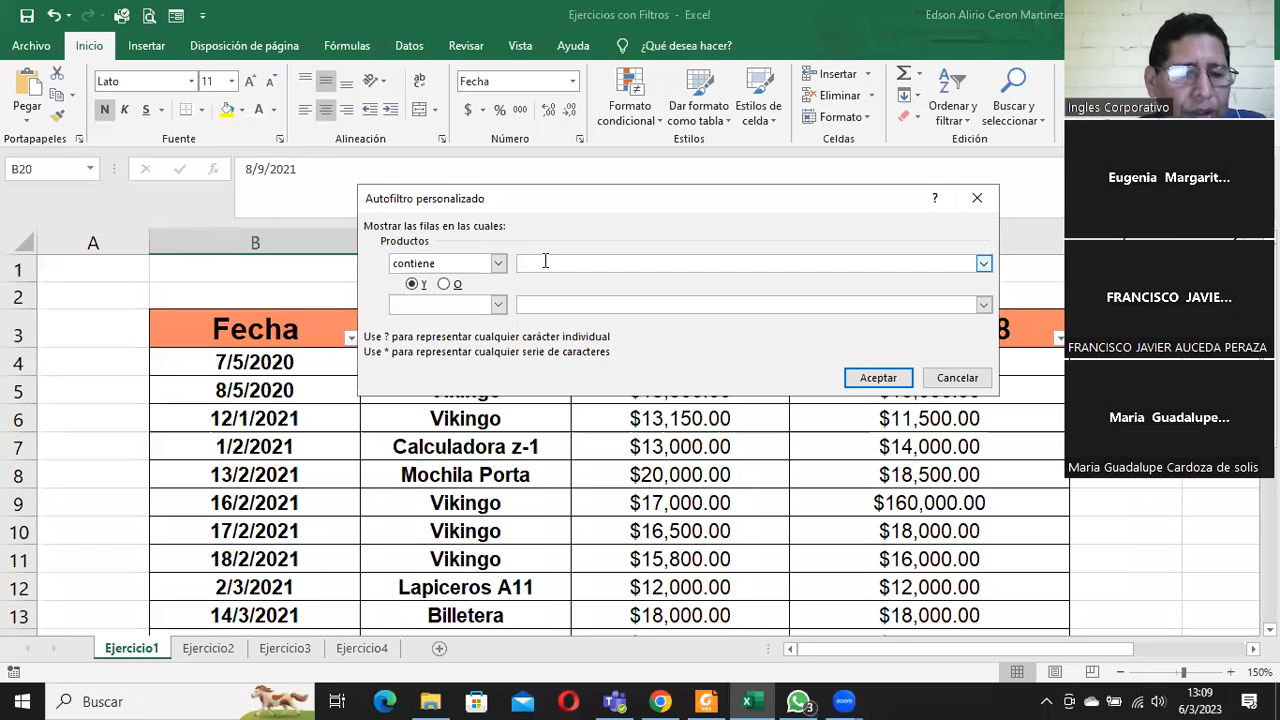 Ejercicios con Filtros - Excel
Edson Alirio Ceron Martinez
Archivo Inicio Insertar Disposición de página Fórmulas Datos Revisar Vista Ayuda ¿Qué desea hacer?
Pegar
Lato 11
N K S
Fecha
$ % 000
Formato condicional
Dar formato como tabla
Estilos de celda
Insertar
Eliminar
Formato
Ordenar y filtrar
Buscar y seleccionar
Portapapeles Fuente Alineación Número Estilos Celdas Edición
B20 fx 8/9/2021
Autofiltro personalizado ?
Mostrar las filas en las cuales:
Productos
contiene
Y O
Use ? para representar cualquier carácter individual
Use * para representar cualquier serie de caracteres
Aceptar Cancelar
A B
1
2
3 Fecha 8
4 7/5/2020
5 8/5/2020
6 12/1/2021 Vikingo $13,150.00 $11,500.00
7 1/2/2021 Calculadora z-1 $13,000.00 $14,000.00
8 13/2/2021 Mochila Porta $20,000.00 $18,500.00
9 16/2/2021 Vikingo $17,000.00 $160,000.00
10 17/2/2021 Vikingo $16,500.00 $18,000.00
11 18/2/2021 Vikingo $15,800.00 $16,000.00
12 2/3/2021 Lapiceros A11 $12,000.00 $12,000.00
13 14/3/2021 Billetera $18,000.00 $18,000.00
Ejercicio1 Ejercicio2 Ejercicio3 Ejercicio4
150%
Buscar
3
zoom
13:09
6/3/2023
Ingles Corporativo
Eugenia Margarit...
FRANCISCO JAVIE...
FRANCISCO JAVIER AUCEDA PERAZA
Maria Guadalupe...
Maria Guadalupe Cardoza de solis